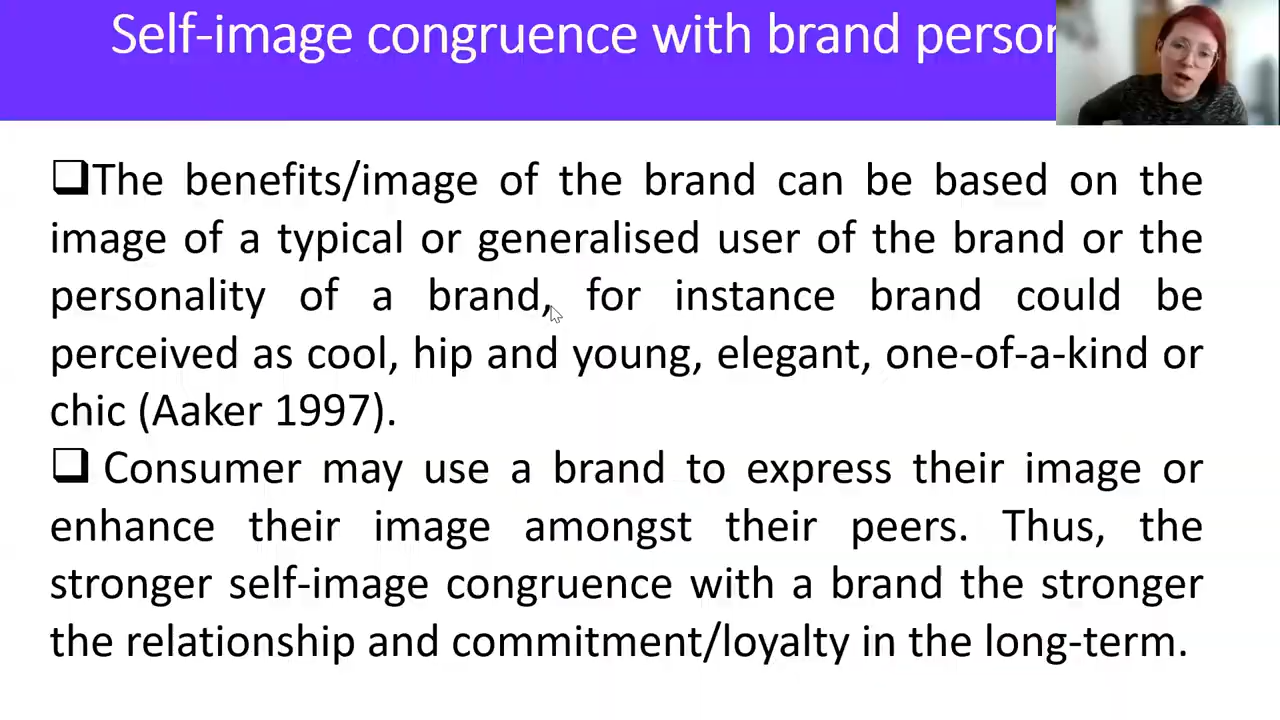 Self-image congruence with brand
The benefits/image of the brand can be based on the
image of a typical or generalised user of the brand or the
personality of a brand, for instance brand could be
perceived as cool, hip and young, elegant, one-of-a-kind or
chic (Aaker 1997).
Consumer may use a brand to express their image or
enhance their image amongst their peers. Thus, the
stronger self-image congruence with a brand the stronger
the relationship and commitment/loyalty in the long-term.